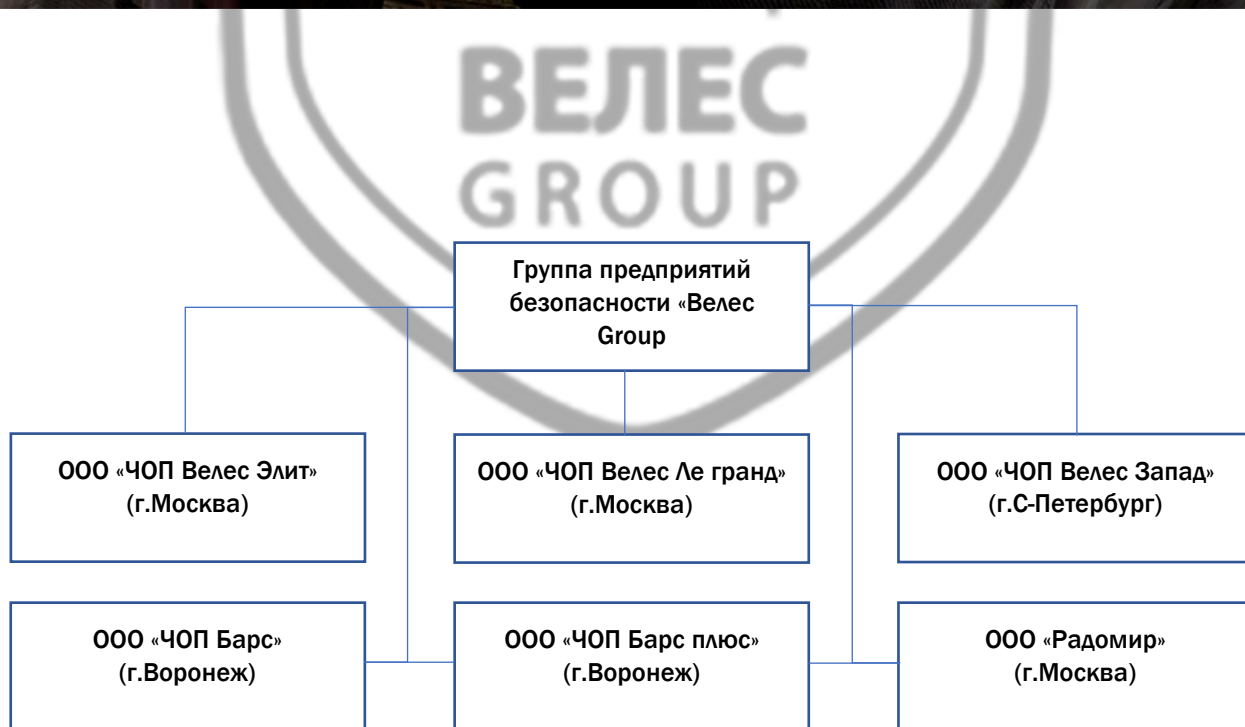 ВЕЛЕС
GROUP
Группа предприятий
безопасности «Велес
Group
ООО «ЧОП Велес Элит»
(г.Москва)
ООО «ЧОП Велес Ле гранд»
(г.Москва)
ООО «ЧОП Велес Запад»
(г.С-Петербург)
ООО «ЧОП Барс»
(г.Воронеж)
ООО «ЧОП Барс плюс»
(г.Воронеж)
ООО «Радомир»
(г.Москва)